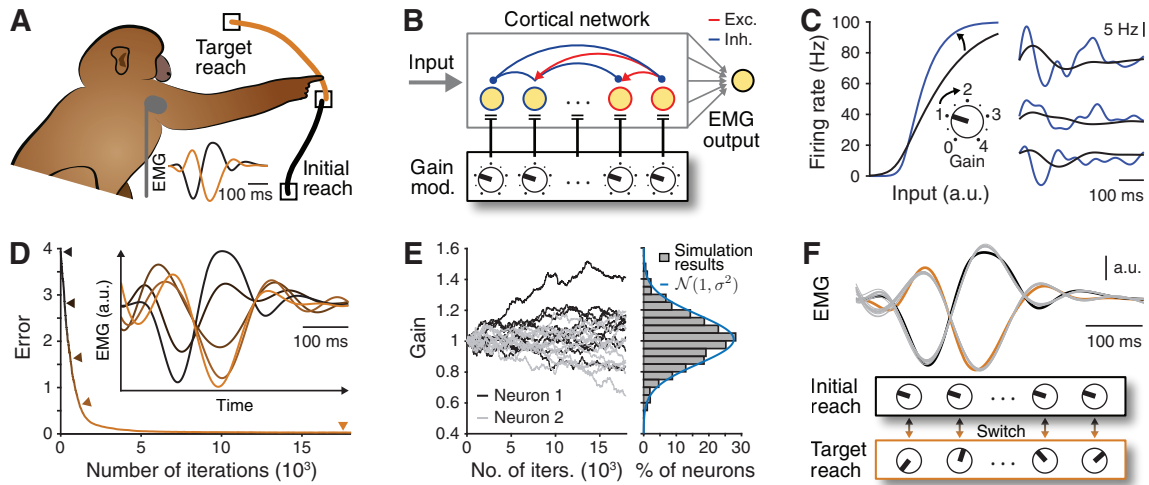 A
Target
reach
EMG
100 ms
Initial
reach
B
Cortical network
Exc.
Inh.
Input
. . .
EMG
output
Gain
mod.
. . .
C
Firing rate (Hz)
100
80
60
40
20
0
Input (a.u.)
0
1
2
3
4
Gain
5 Hz
100 ms
D
Error
4
3
2
1
0
0
5
10
15
Number of iterations (10³)
EMG (a.u.)
Time
100 ms
E
Gain
1.6
1.4
1.2
1
0.8
0.6
0.4
Neuron 1
Neuron 2
0
5
10
15
No. of iters. (10³)
Simulation
results
𝒩(1, σ²)
0
10
20
30
% of neurons
F
EMG
a.u.
100 ms
Initial
reach
. . .
Switch
Target
reach
. . .